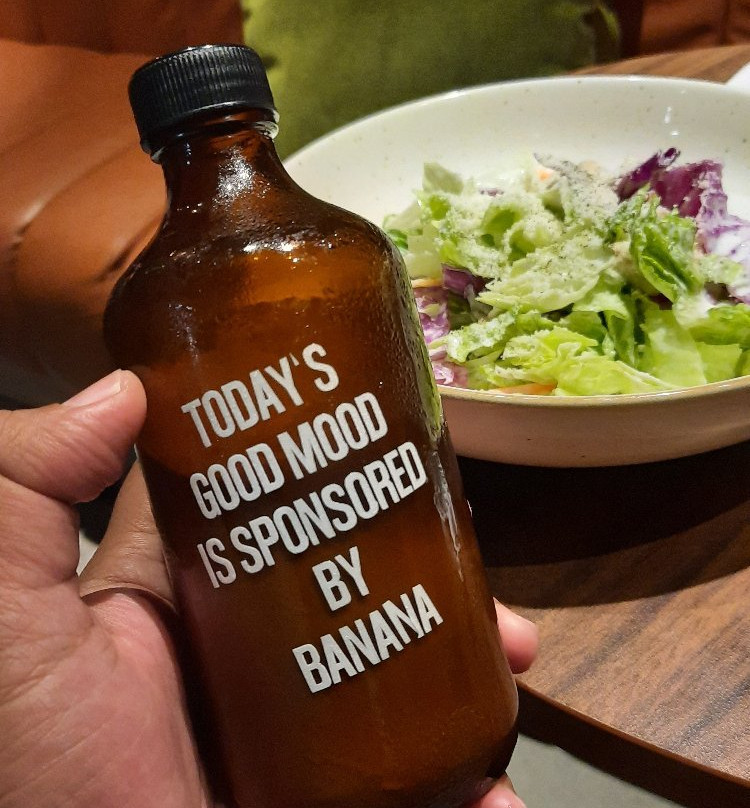 TODAY'S
GOOD MOOD
IS SPONSORED
BY
BANANA